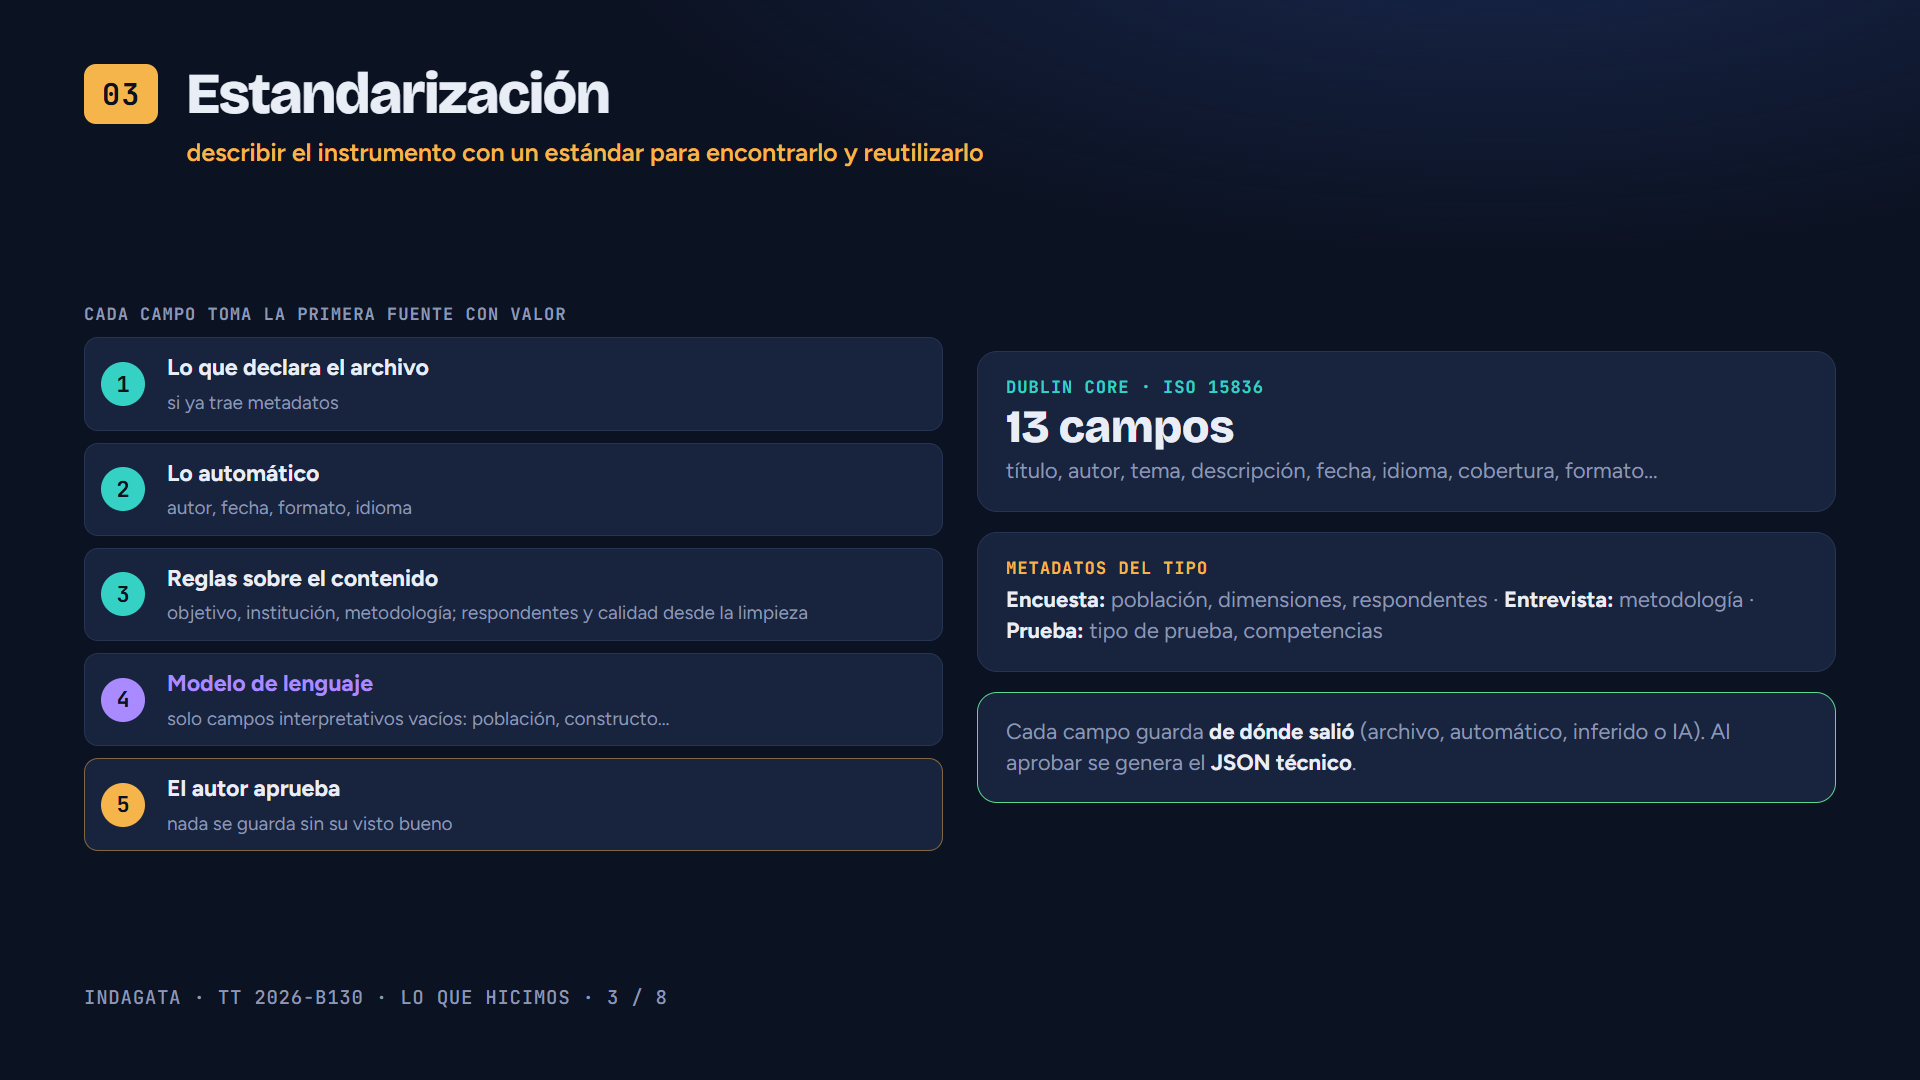 03
Estandarización
describir el instrumento con un estándar para encontrarlo y reutilizarlo
CADA CAMPO TOMA LA PRIMERA FUENTE CON VALOR
1
Lo que declara el archivo
si ya trae metadatos
2
Lo automático
autor, fecha, formato, idioma
3
Reglas sobre el contenido
objetivo, institución, metodología; respondentes y calidad desde la limpieza
4
Modelo de lenguaje
solo campos interpretativos vacíos: población, constructo...
5
El autor aprueba
nada se guarda sin su visto bueno
DUBLIN CORE · ISO 15836
13 campos
título, autor, tema, descripción, fecha, idioma, cobertura, formato...
METADATOS DEL TIPO
Encuesta: población, dimensiones, respondentes · Entrevista: metodología ·
Prueba: tipo de prueba, competencias
Cada campo guarda de dónde salió (archivo, automático, inferido o IA). Al
aprobar se genera el JSON técnico.
INDAGATA · TT 2026-B130 · LO QUE HICIMOS · 3 / 8